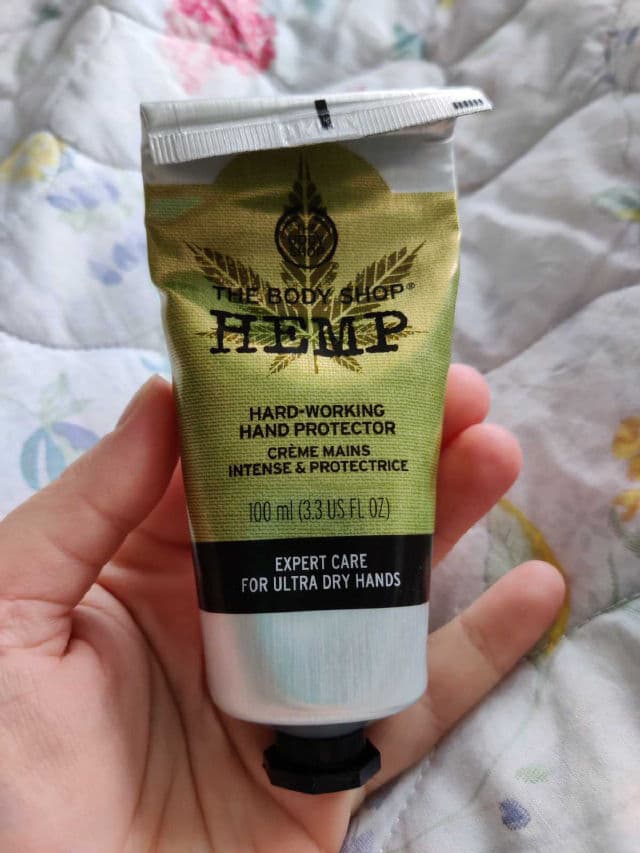 THE BODY SHOP®
HEMP
HARD-WORKING
HAND PROTECTOR
CRÈME MAINS
INTENSE & PROTECTRICE
100 ml (3.3 US FL OZ)
EXPERT CARE
FOR ULTRA DRY HANDS